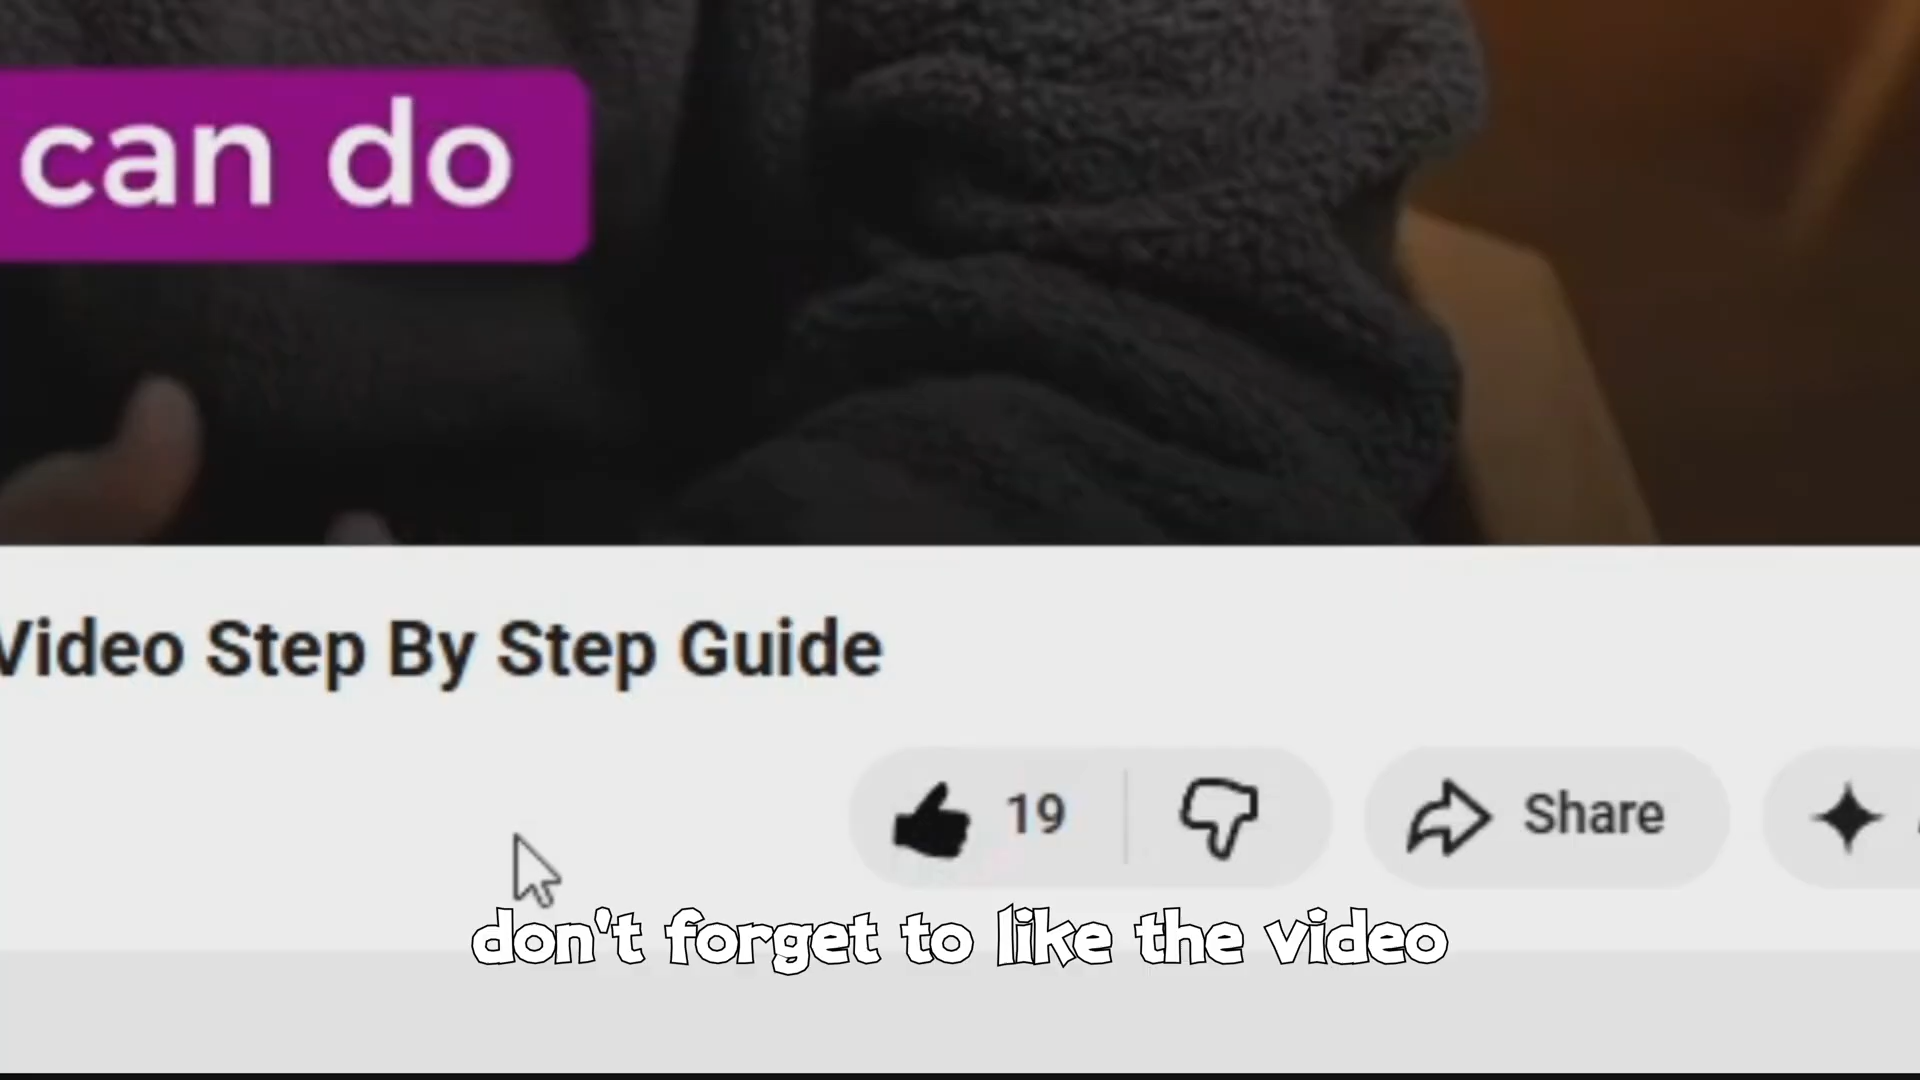 can do
Video Step By Step Guide
19
Share
don't forget to like the video